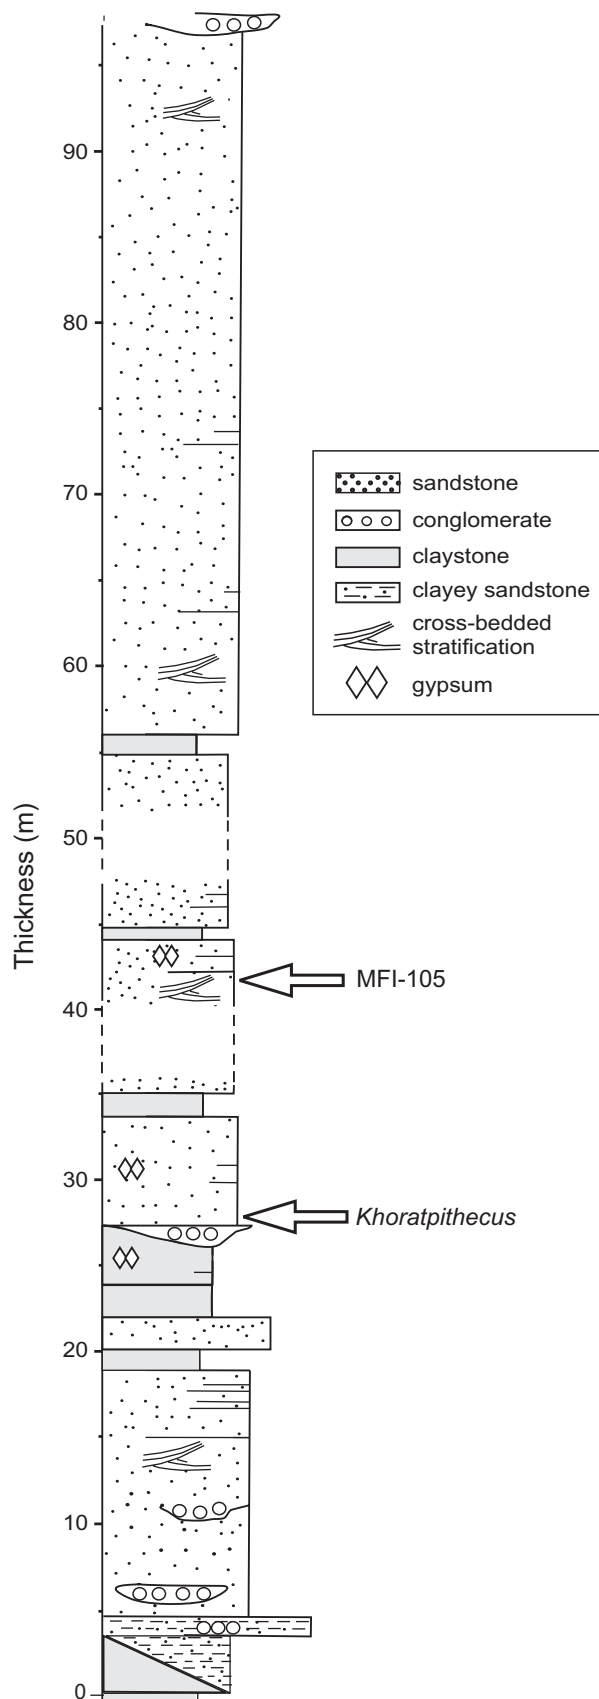 90
80
70
60
50
40
30
20
10
0
Thickness (m)
sandstone
conglomerate
claystone
clayey sandstone
cross-bedded
stratification
gypsum
MFI-105
Khoratpithecus